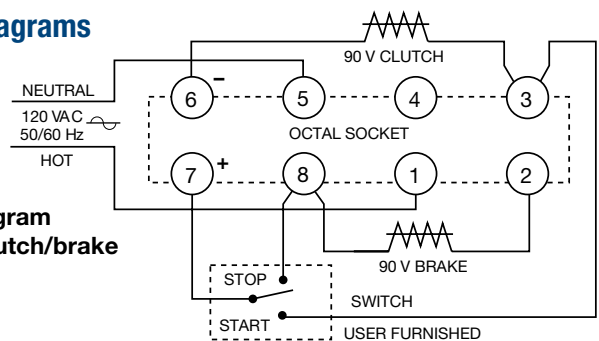 agrams
90 V CLUTCH
NEUTRAL
120 VAC
50/60 Hz
HOT
6 − 5 4 3
OCTAL SOCKET
7 + 8 1 2
gram
utch/brake
90 V BRAKE
STOP
SWITCH
START
USER FURNISHED